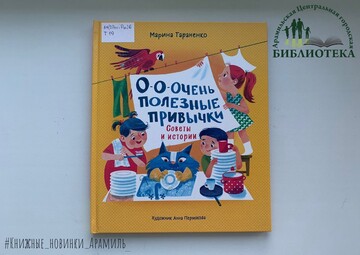 Арамильская Центральная городская
БИБЛИОТЕКА
Марина Тараненко
О-О-ОЧЕНЬ
ПОЛЕЗНЫЕ
ПРИВЫЧКИ
Советы
и истории
Художник Анна Пермякова
#Книжные_новинки_Арамиль